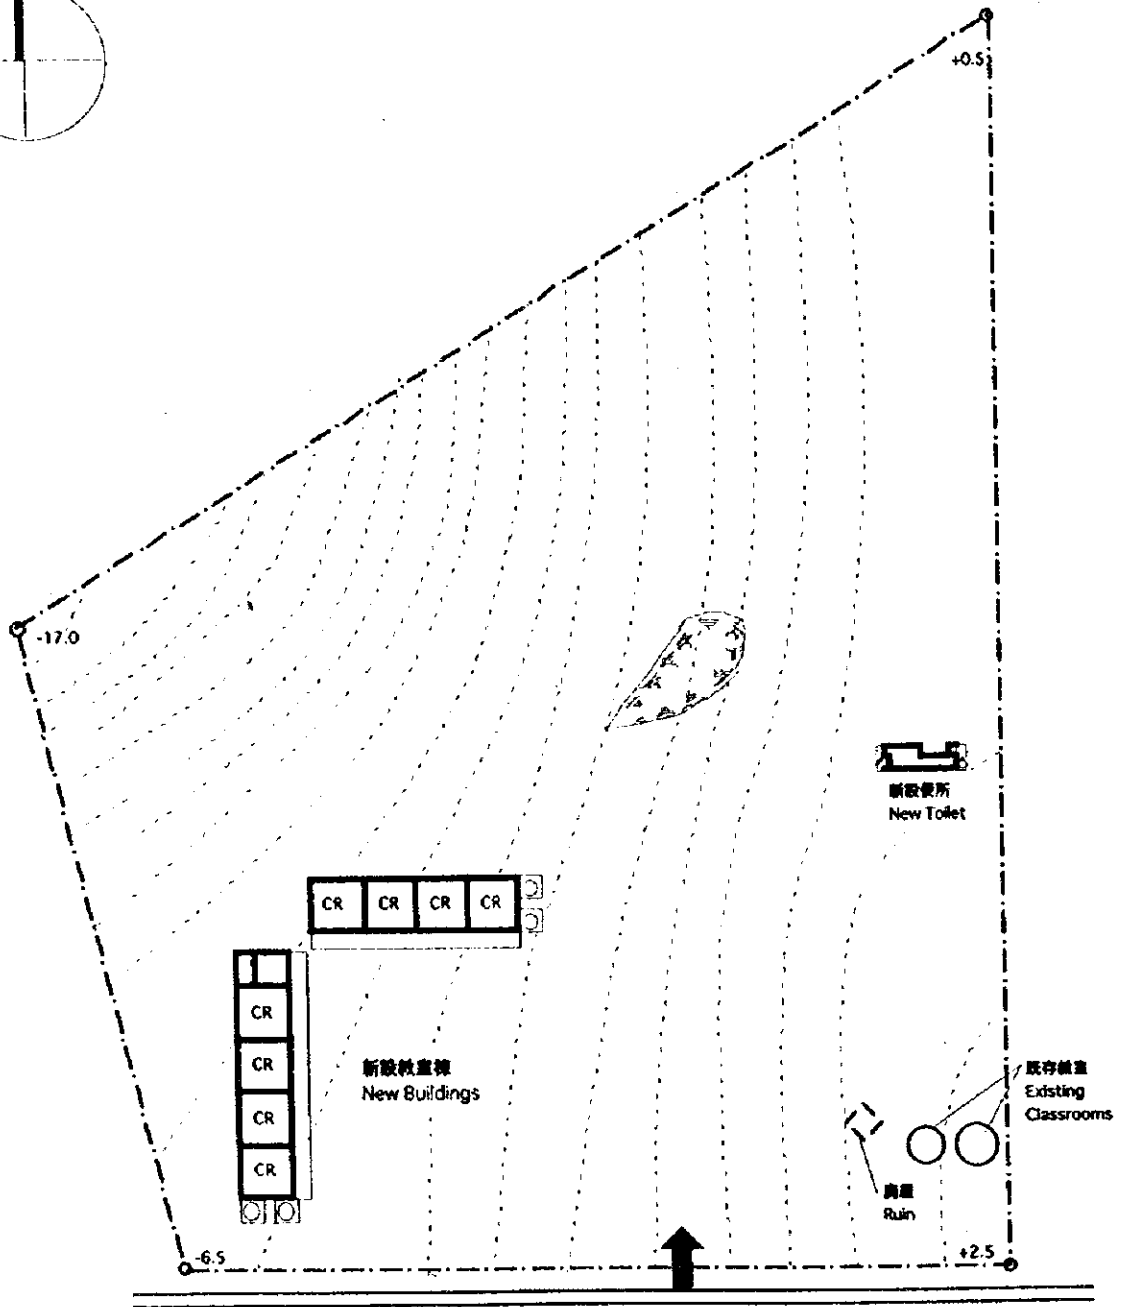 +0.5
-17.0
新設便所
New Toilet
CR CR CR CR
CR
CR
CR
CR
新設教室棟
New Buildings
既存教室
Existing
Classrooms
廃屋
Ruin
-6.5
+2.5